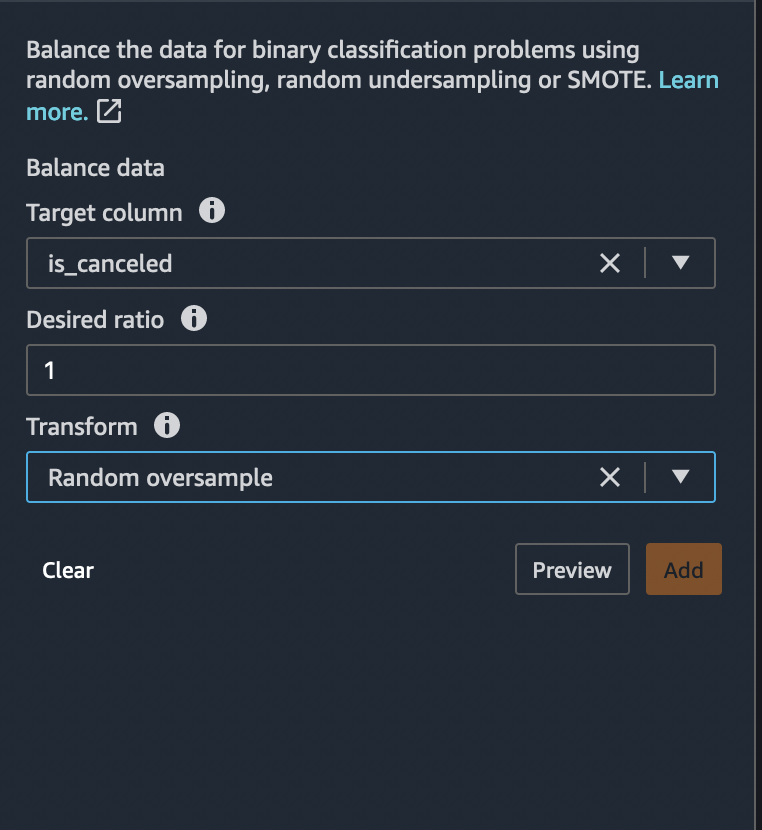 Balance the data for binary classification problems using
random oversampling, random undersampling or SMOTE. Learn
more.
Balance data
Target column
is_canceled
Desired ratio
1
Transform
Random oversample
Clear
Preview
Add